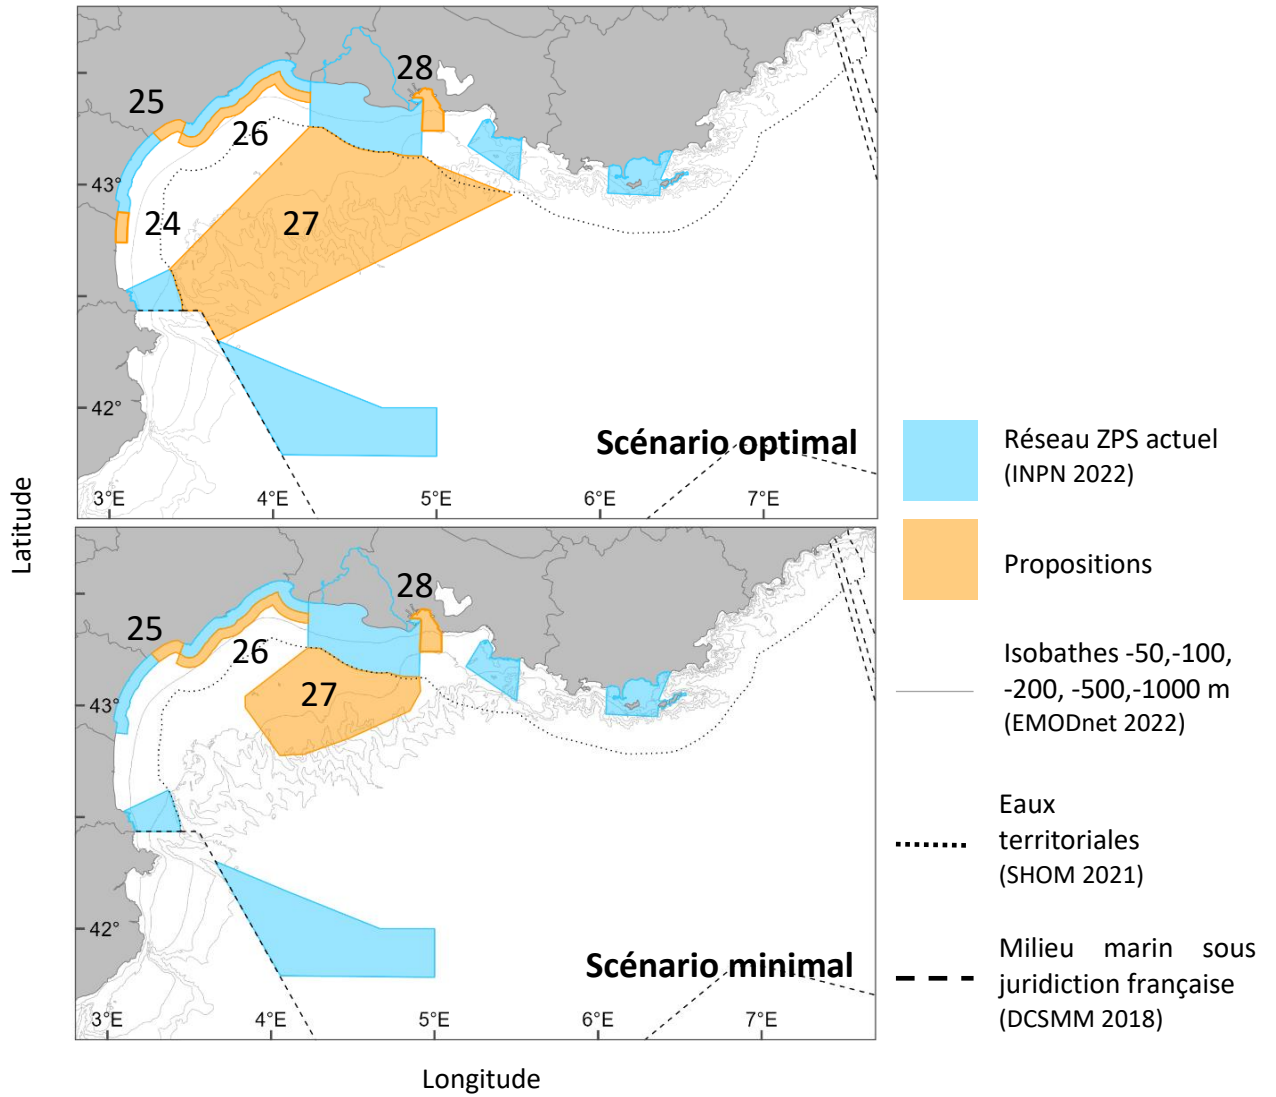 28
25
26
43°
24
27
42°
Scénario optimal
3°E
4°E
5°E
6°E
7°E
Latitude
28
25
26
27
43°
42°
Scénario minimal
3°E
4°E
5°E
6°E
7°E
Longitude
Réseau ZPS actuel
(INPN 2022)
Propositions
Isobathes -50,-100,
-200, -500,-1000 m
(EMODnet 2022)
Eaux
territoriales
(SHOM 2021)
Milieu marin sous
juridiction française
(DCSMM 2018)